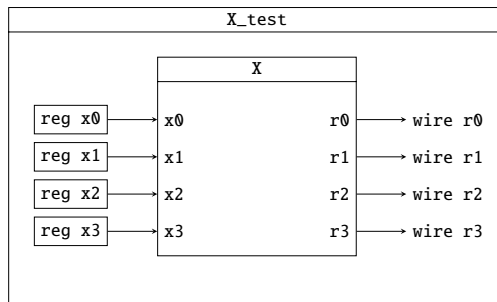 X_test
X
reg x0 x0 r0 wire r0
reg x1 x1 r1 wire r1
reg x2 x2 r2 wire r2
reg x3 x3 r3 wire r3